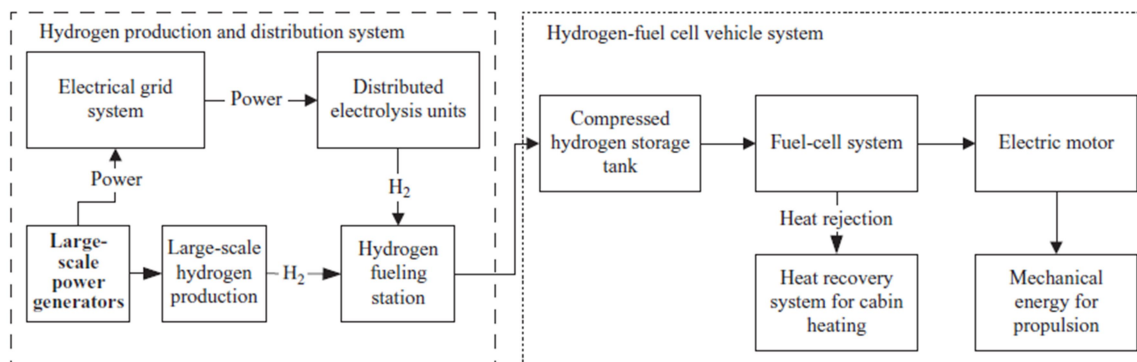 Hydrogen production and distribution system
Electrical grid
system
Power
Distributed
electrolysis units
Power
H₂
Large-
scale
power
generators
Large-scale
hydrogen
production
H₂
Hydrogen
fueling
station
Hydrogen-fuel cell vehicle system
Compressed
hydrogen storage
tank
Fuel-cell system
Electric motor
Heat rejection
Heat recovery
system for cabin
heating
Mechanical
energy for
propulsion